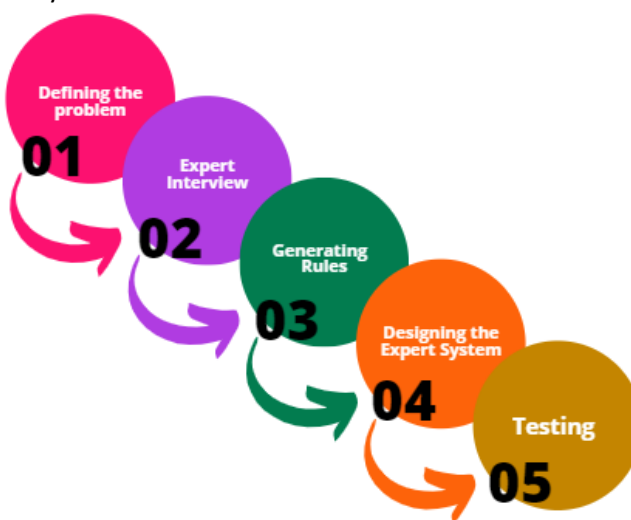 Defining the
problem
01
Expert
Interview
02
Generating
Rules
03
Designing the
Expert System
04
Testing
05